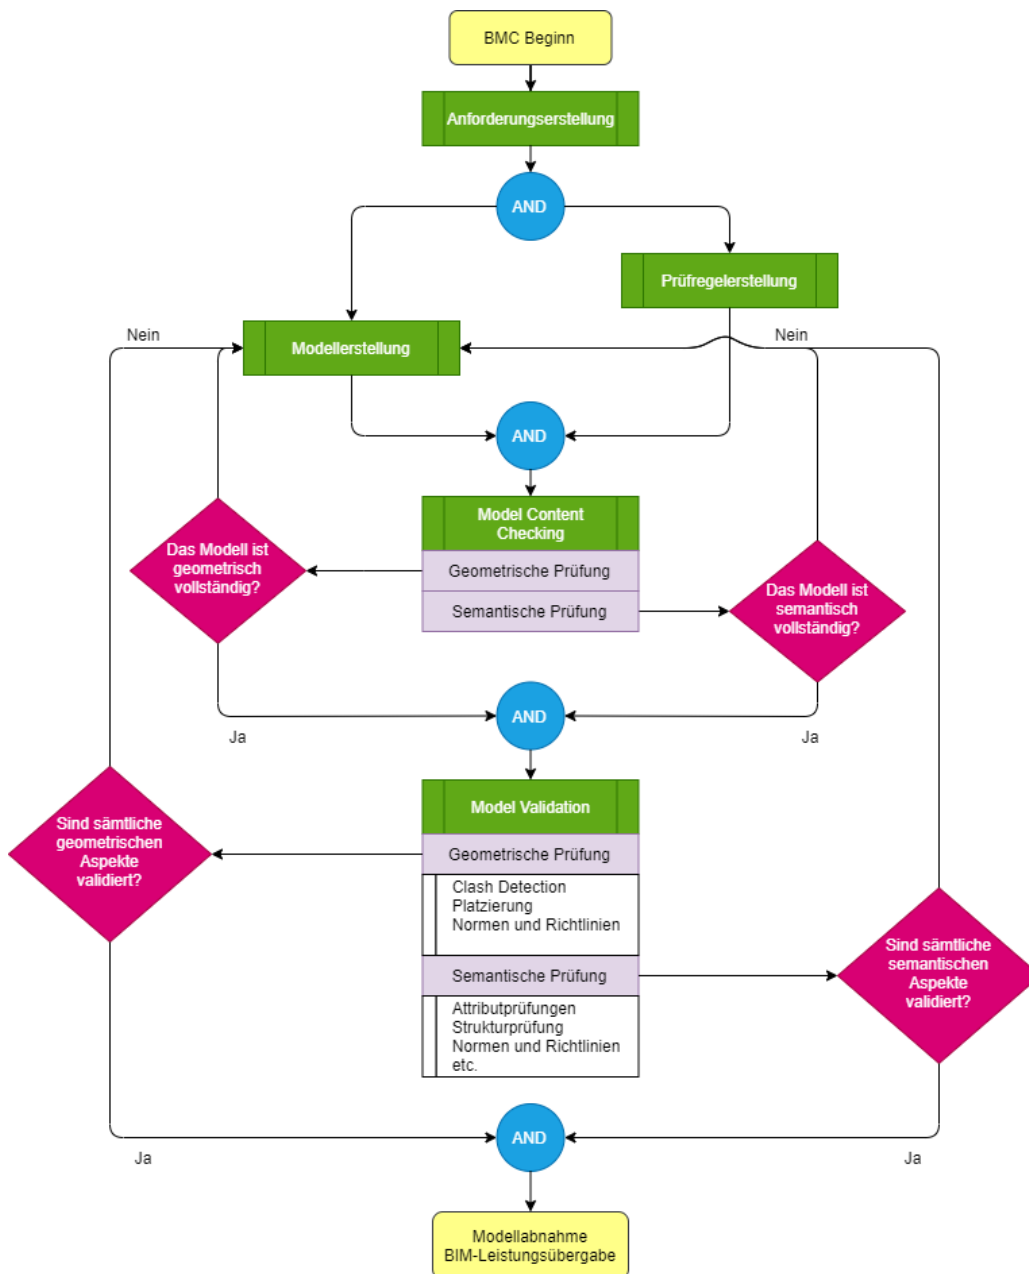 BMC Beginn
Anforderungserstellung
AND
Prüfregelerstellung
Nein
Modellerstellung
Nein
AND
Model Content
Checking
Das Modell ist
geometrisch
vollständig?
Geometrische Prüfung
Semantische Prüfung
Das Modell ist
semantisch
vollständig?
AND
Ja
Ja
Model Validation
Sind sämtliche
geometrischen
Aspekte
validiert?
Geometrische Prüfung
Clash Detection
Platzierung
Normen und Richtlinien
Semantische Prüfung
Sind sämtliche
semantischen
Aspekte
validiert?
Attributprüfungen
Strukturprüfung
Normen und Richtlinien
etc.
AND
Ja
Ja
Modellabnahme
BIM-Leistungsübergabe